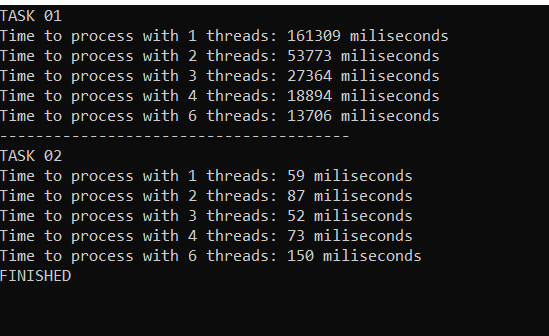 TASK 01
Time to process with 1 threads: 161309 miliseconds
Time to process with 2 threads: 53773 miliseconds
Time to process with 3 threads: 27364 miliseconds
Time to process with 4 threads: 18894 miliseconds
Time to process with 6 threads: 13706 miliseconds
---------------------------------------
TASK 02
Time to process with 1 threads: 59 miliseconds
Time to process with 2 threads: 87 miliseconds
Time to process with 3 threads: 52 miliseconds
Time to process with 4 threads: 73 miliseconds
Time to process with 6 threads: 150 miliseconds
FINISHED